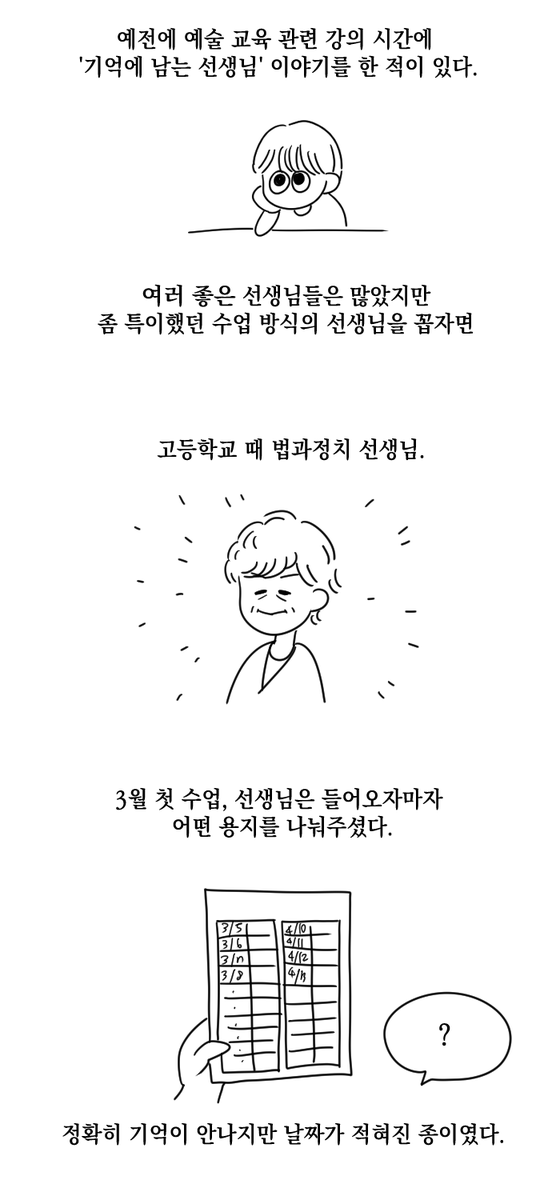 예전에 예술 교육 관련 강의 시간에
'기억에 남는 선생님' 이야기를 한 적이 있다.
여러 좋은 선생님들은 많았지만
좀 특이했던 수업 방식의 선생님을 꼽자면
고등학교 때 법과정치 선생님.
3월 첫 수업, 선생님은 들어오자마자
어떤 용지를 나눠주셨다.
3/5
3/6
3/7
3/8
4/10
4/11
4/12
?
정확히 기억이 안나지만 날짜가 적혀진 종이였다.